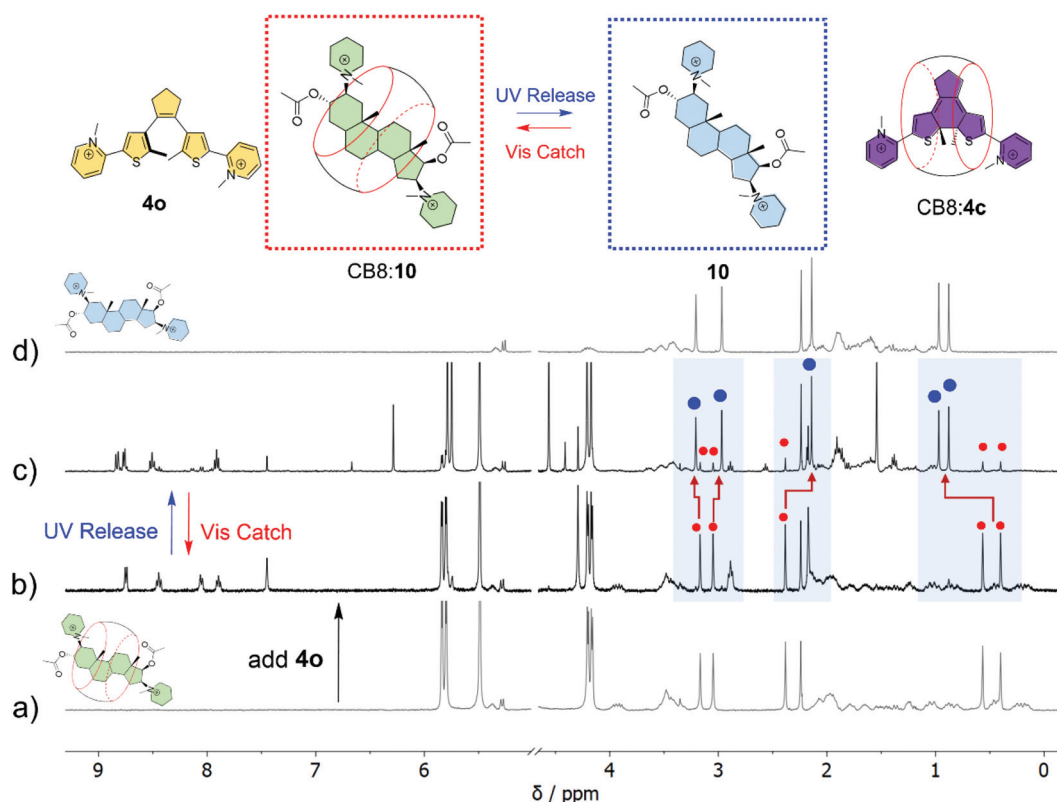 UV Release
Vis Catch
4o
CB8:10
10
CB8:4c
d)
c)
UV Release
Vis Catch
b)
add 4o
a)
9 8 7 6 5 4 3 2 1 0
δ / ppm